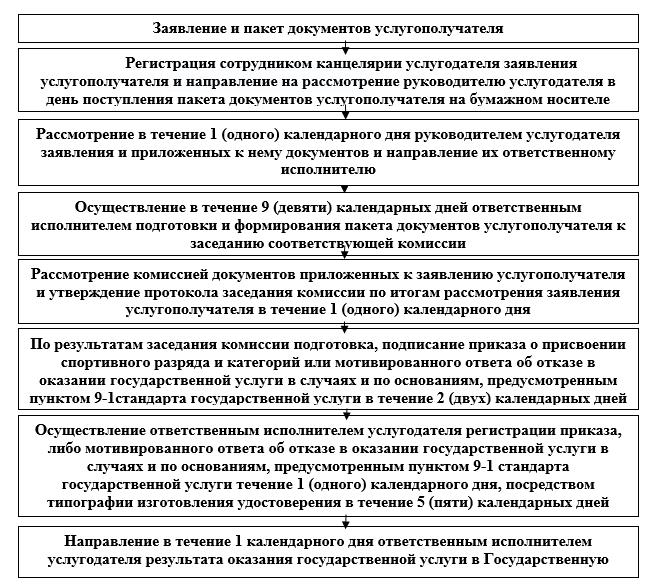 Заявление и пакет документов услугополучателя
Регистрация сотрудником канцелярии услугодателя заявления
услугополучателя и направление на рассмотрение руководителю услугодателя в
день поступления пакета документов услугополучателя на бумажном носителе
Рассмотрение в течение 1 (одного) календарного дня руководителем услугодателя
заявления и приложенных к нему документов и направление их ответственному
исполнителю
Осуществление в течение 9 (девяти) календарных дней ответственным
исполнителем подготовки и формирования пакета документов услугополучателя к
заседанию соответствующей комиссии
Рассмотрение комиссией документов приложенных к заявлению услугополучателя
и утверждение протокола заседания комиссии по итогам рассмотрения заявления
услугополучателя в течение 1 (одного) календарного дня
По результатам заседания комиссии подготовка, подписание приказа о присвоении
спортивного разряда и категорий или мотивированного ответа об отказе в
оказании государственной услуги в случаях и по основаниям, предусмотренным
пунктом 9-1стандарта государственной услуги в течение 2 (двух) календарных дней
Осуществление ответственным исполнителем услугодателя регистрации приказа,
либо мотивированного ответа об отказе в оказании государственной услуги в
случаях и по основаниям, предусмотренным пунктом 9-1 стандарта
государственной услуги течение 1 (одного) календарного дня, посредством
типографии изготовления удостоверения в течение 5 (пяти) календарных дней
Направление в течение 1 календарного дня ответственным исполнителем
услугодателя результата оказания государственной услуги в Государственную